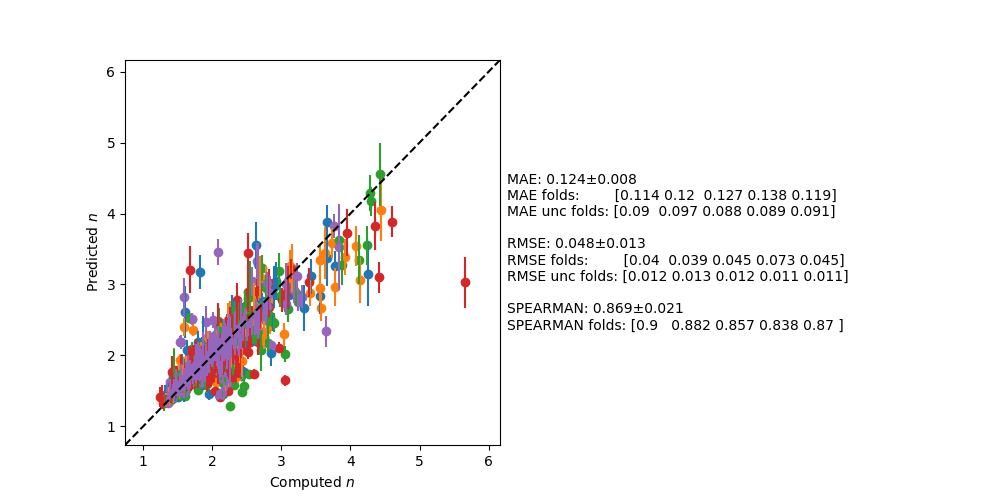 6
5
4
3
2
1
Predicted n
1 2 3 4 5 6
Computed n
MAE: 0.124±0.008
MAE folds: [0.114 0.12 0.127 0.138 0.119]
MAE unc folds: [0.09 0.097 0.088 0.089 0.091]
RMSE: 0.048±0.013
RMSE folds: [0.04 0.039 0.045 0.073 0.045]
RMSE unc folds: [0.012 0.013 0.012 0.011 0.011]
SPEARMAN: 0.869±0.021
SPEARMAN folds: [0.9 0.882 0.857 0.838 0.87 ]